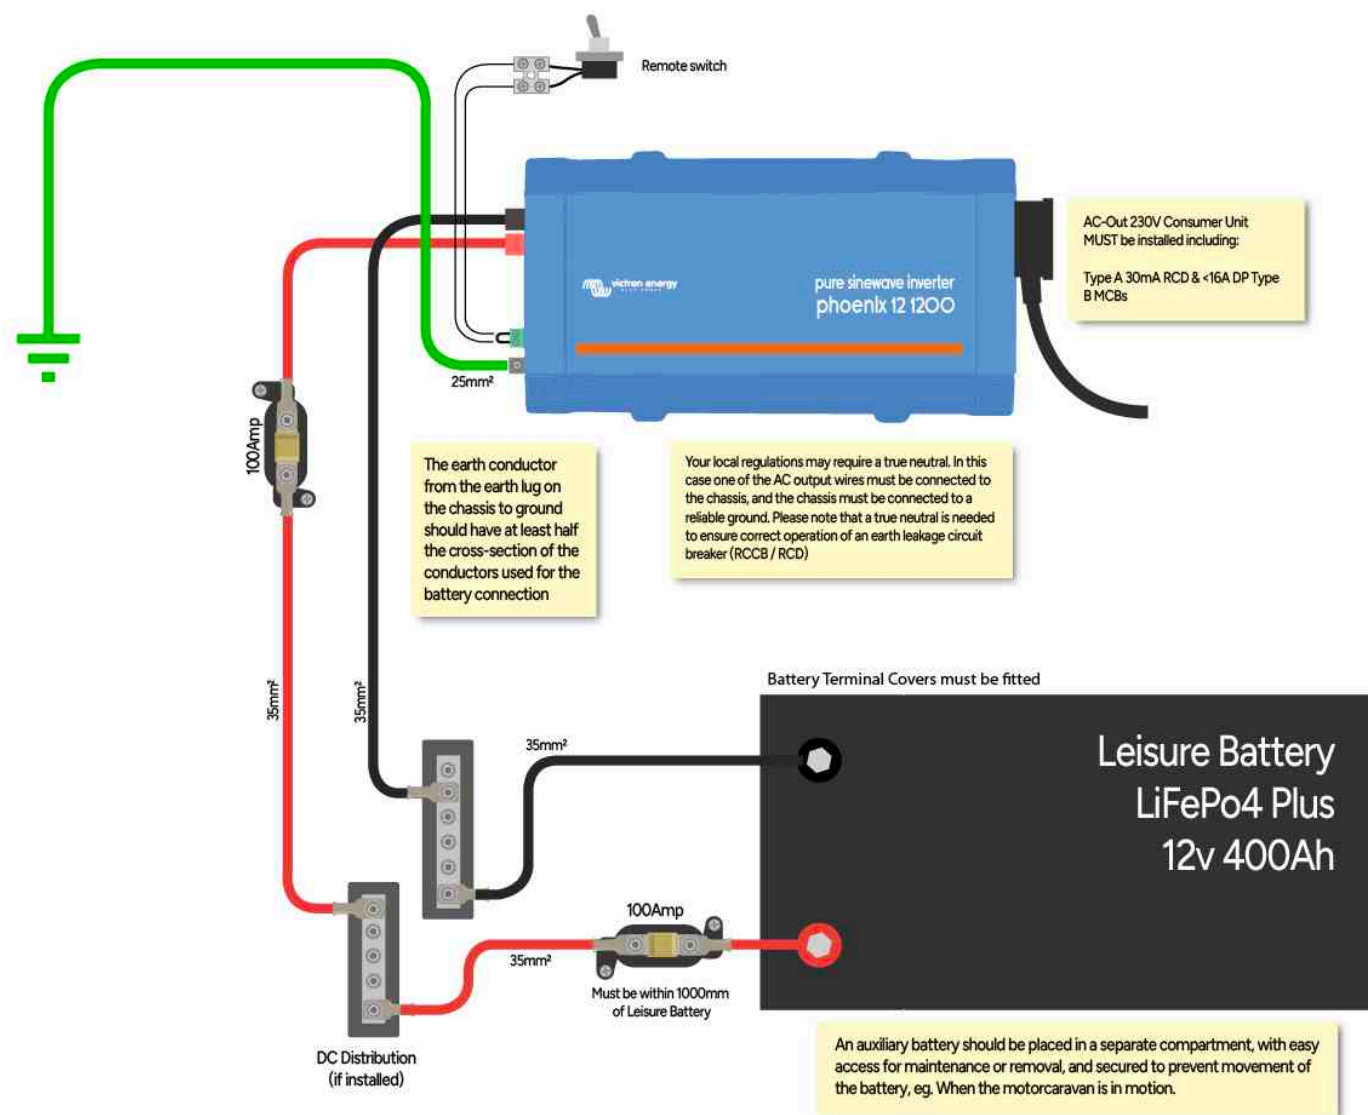 Remote switch
AC-Out 230V Consumer Unit
MUST be installed including:
Type A 30mA RCD & <16A DP Type
B MCBs
victron energy
BLUE POWER
pure sinewave inverter
phoenix 12 1200
25mm²
100Amp
The earth conductor
from the earth lug on
the chassis to ground
should have at least half
the cross-section of the
conductors used for the
battery connection
Your local regulations may require a true neutral. In this
case one of the AC output wires must be connected to
the chassis, and the chassis must be connected to a
reliable ground. Please note that a true neutral is needed
to ensure correct operation of an earth leakage circuit
breaker (RCCB / RCD)
35mm²
35mm²
Battery Terminal Covers must be fitted
35mm²
Leisure Battery
LiFePo4 Plus
12v 400Ah
100Amp
35mm²
Must be within 1000mm
of Leisure Battery
DC Distribution
(if installed)
An auxiliary battery should be placed in a separate compartment, with easy
access for maintenance or removal, and secured to prevent movement of
the battery, eg. When the motorcaravan is in motion.